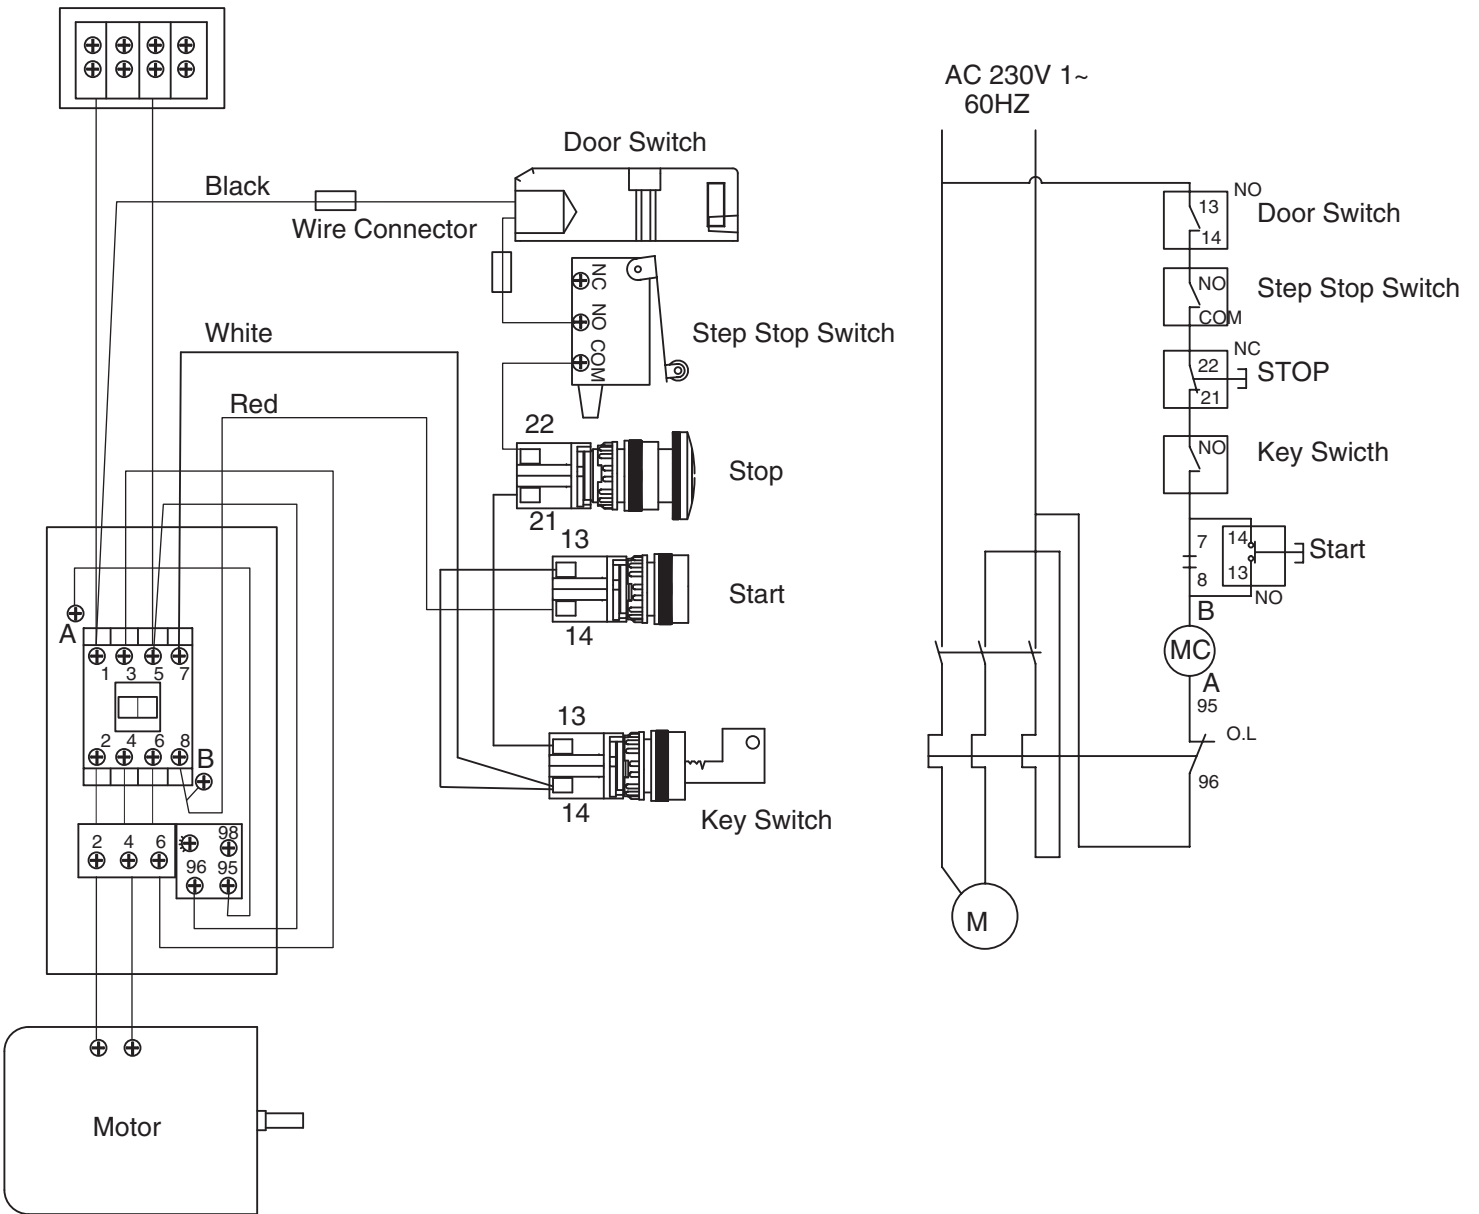 Door Switch
Black
Wire Connector
NC
NO
COM
Step Stop Switch
White
Red
22
Stop
21
13
Start
14
A
1 3 5 7
2 4 6 8
B
13
14
Key Switch
2 4 6
98
96 95
Motor
AC 230V 1~
60HZ
NO
13
Door Switch
14
NO
Step Stop Switch
COM
NC
22
STOP
21
NO
Key Swicth
7
14
Start
8
13
NO
B
MC
A
95
O.L
96
M